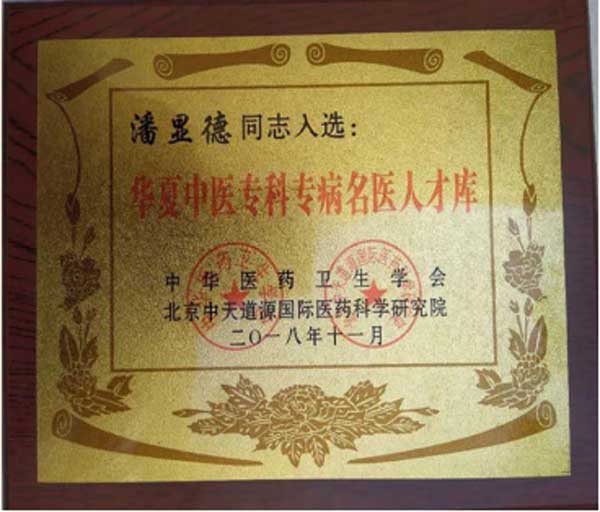 潘显德同志入选：
华夏中医专科专病名医人才库
中华医药卫生学会
北京中天道源国际医药科学研究院
二〇一八年十一月